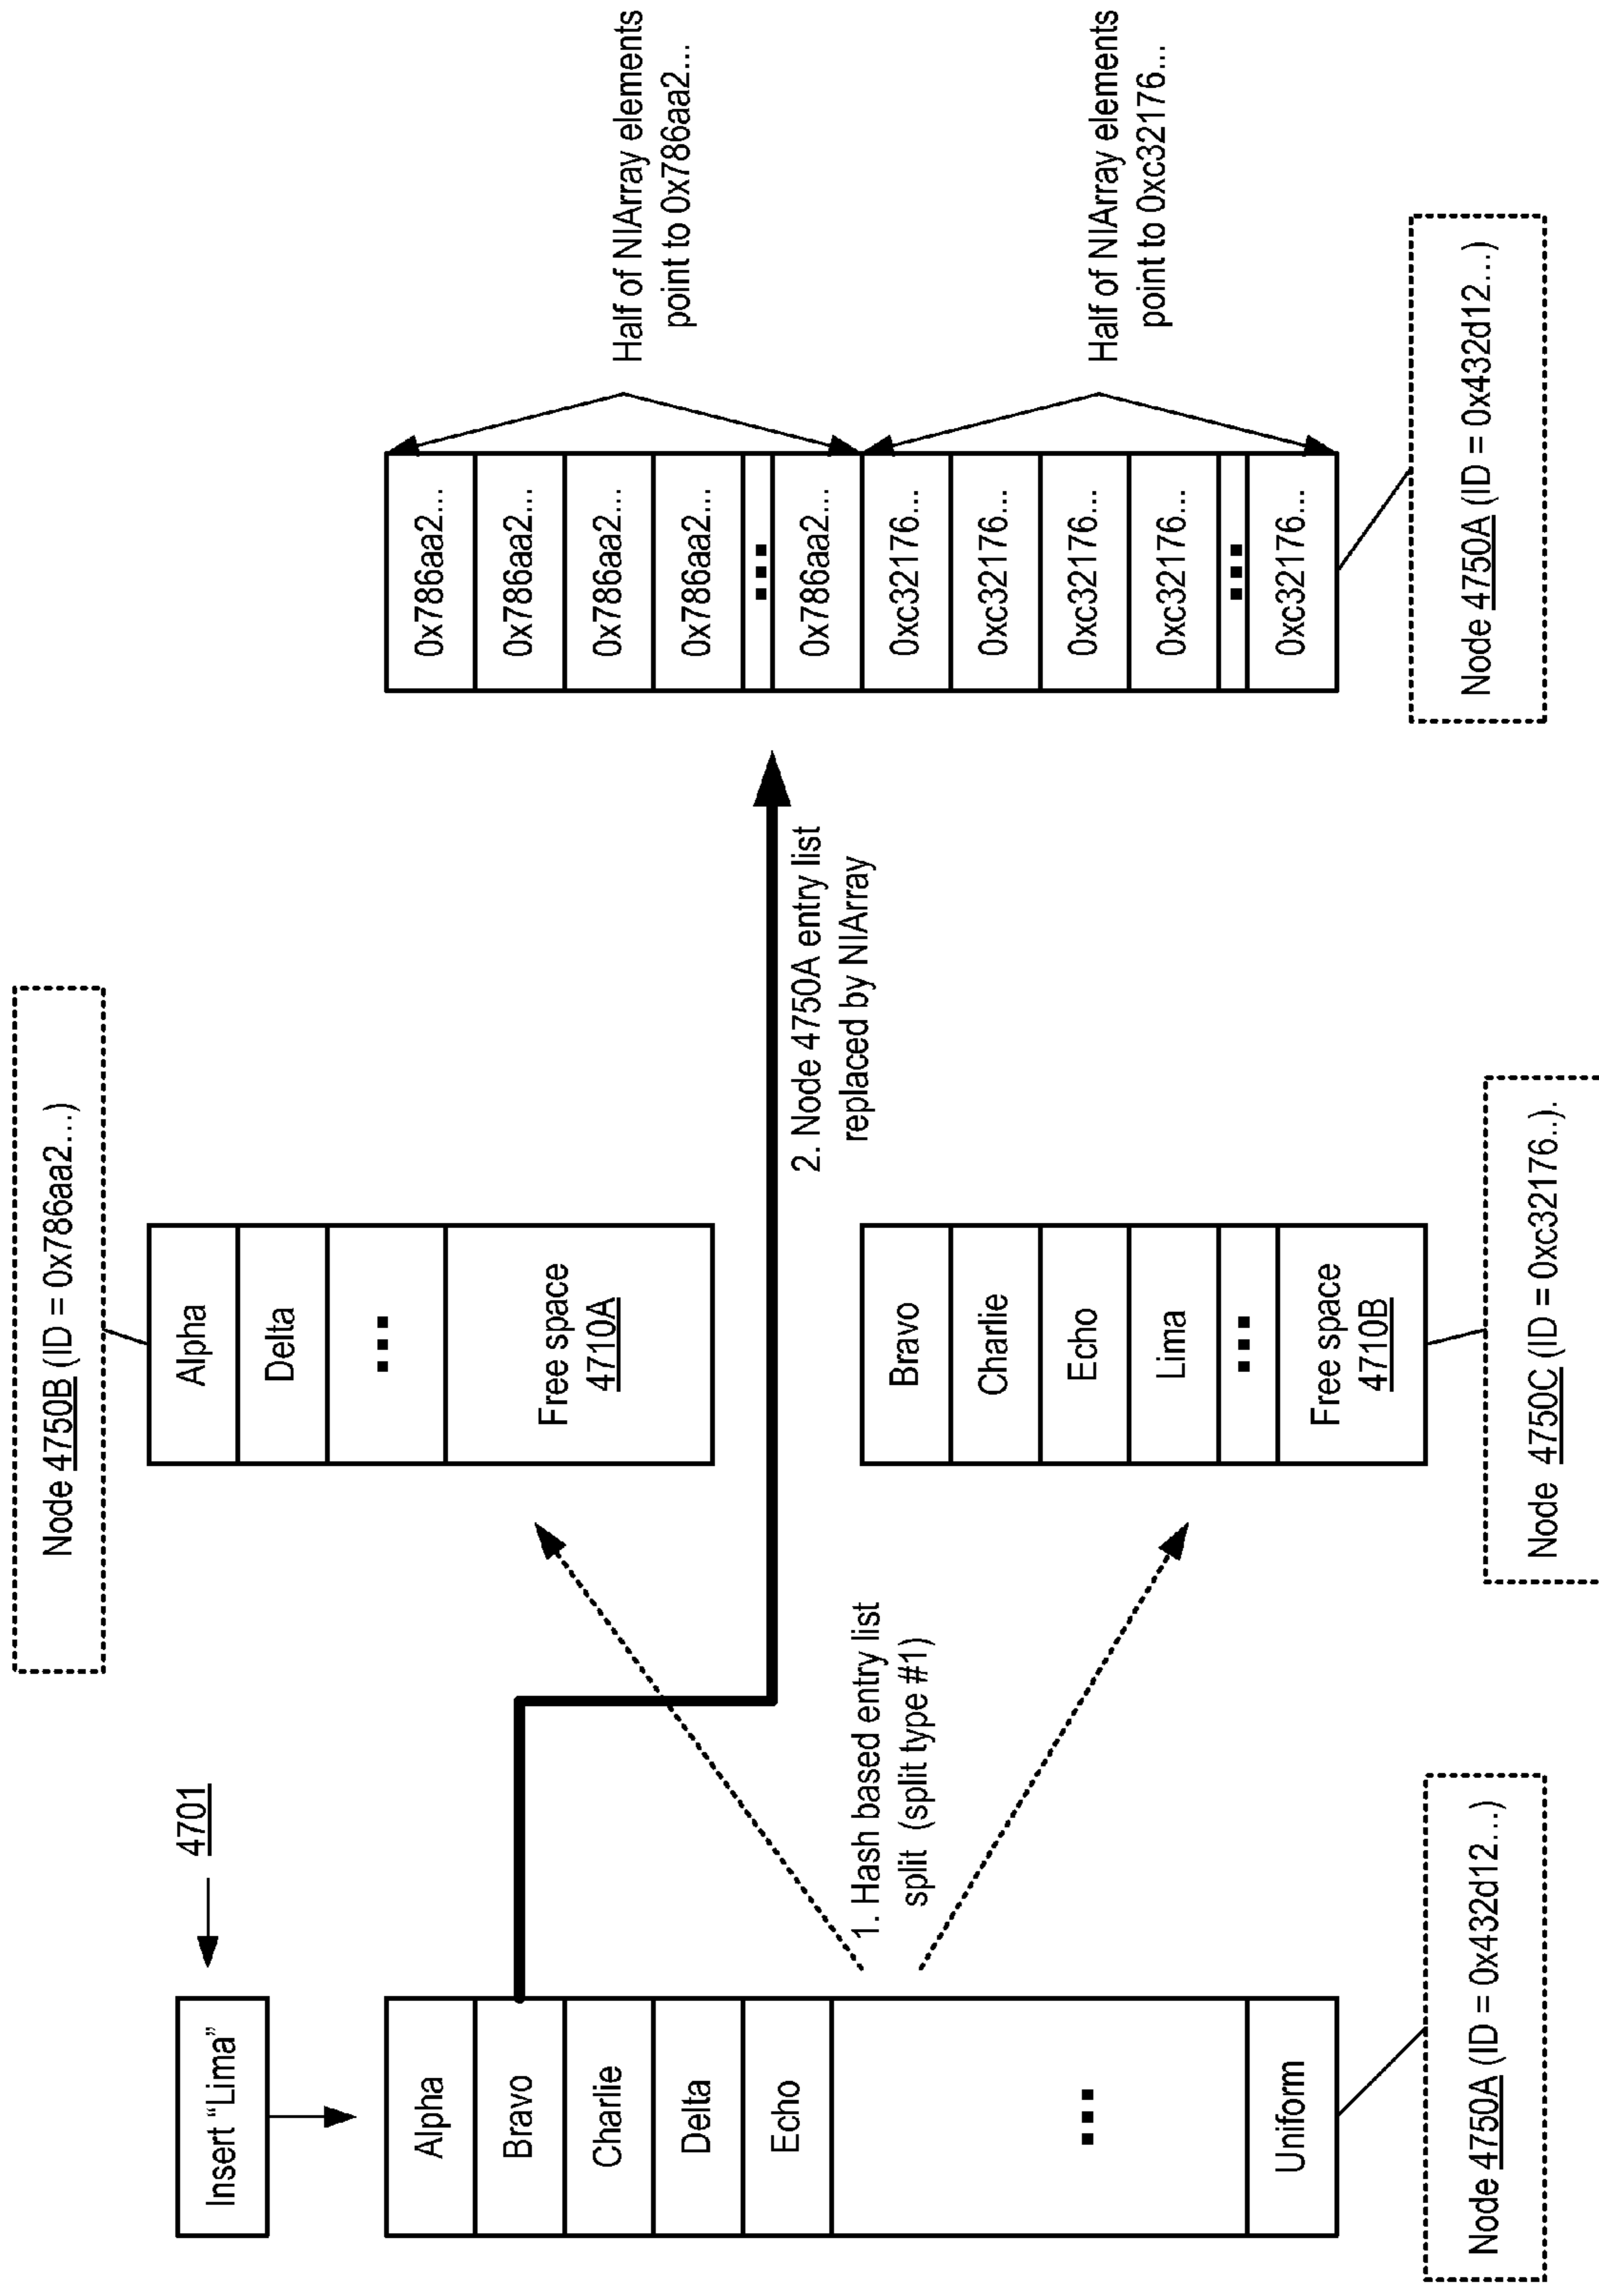 4701
Insert “Lima”
Alpha
Bravo
Charlie
Delta
Echo
...
Uniform
Node 4750A (ID = 0x432d12...)
1. Hash based entry list
split (split type #1)
Node 4750B (ID = 0x786aa2...)
Alpha
Delta
...
Free space
4710A
Bravo
Charlie
Echo
Lima
...
Free space
4710B
Node 4750C (ID = 0xc32176..).
2. Node 4750A entry list
replaced by NIArray
0x786aa2...
0x786aa2...
0x786aa2...
0x786aa2...
...
0x786aa2...
0xc32176...
0xc32176...
0xc32176...
0xc32176...
...
0xc32176...
Half of NIArray elements
point to 0x786aa2...
Half of NIArray elements
point to 0xc32176...
Node 4750A (ID = 0x432d12...)